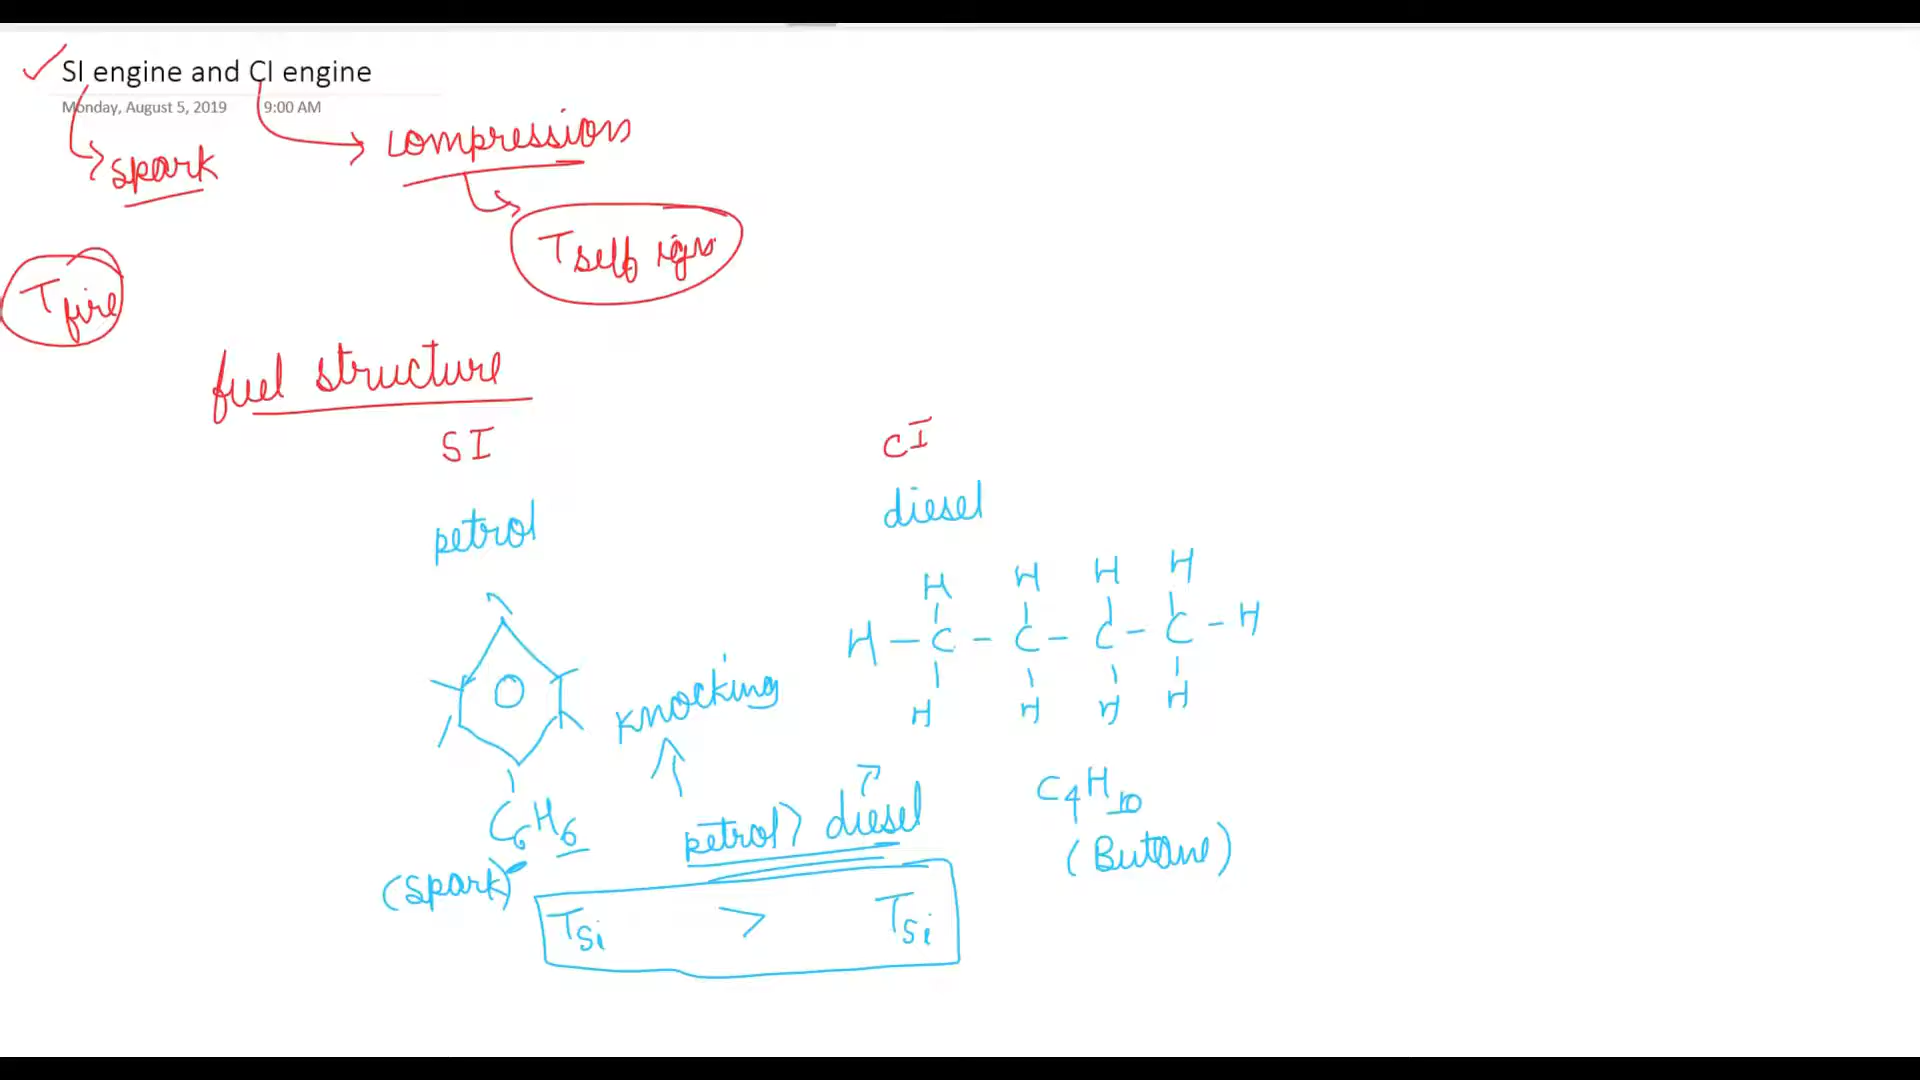 SI engine and CI engine
Monday, August 5, 2019 9:00 AM
spark
compression
T self ign
T fire
fuel structure
SI
CI
petrol
diesel
H H H H
H - C - C - C - C - H
H H H H
knocking
C6H6
(spark)
petrol > diesel
C4H10
(Butane)
Tsi > Tsi